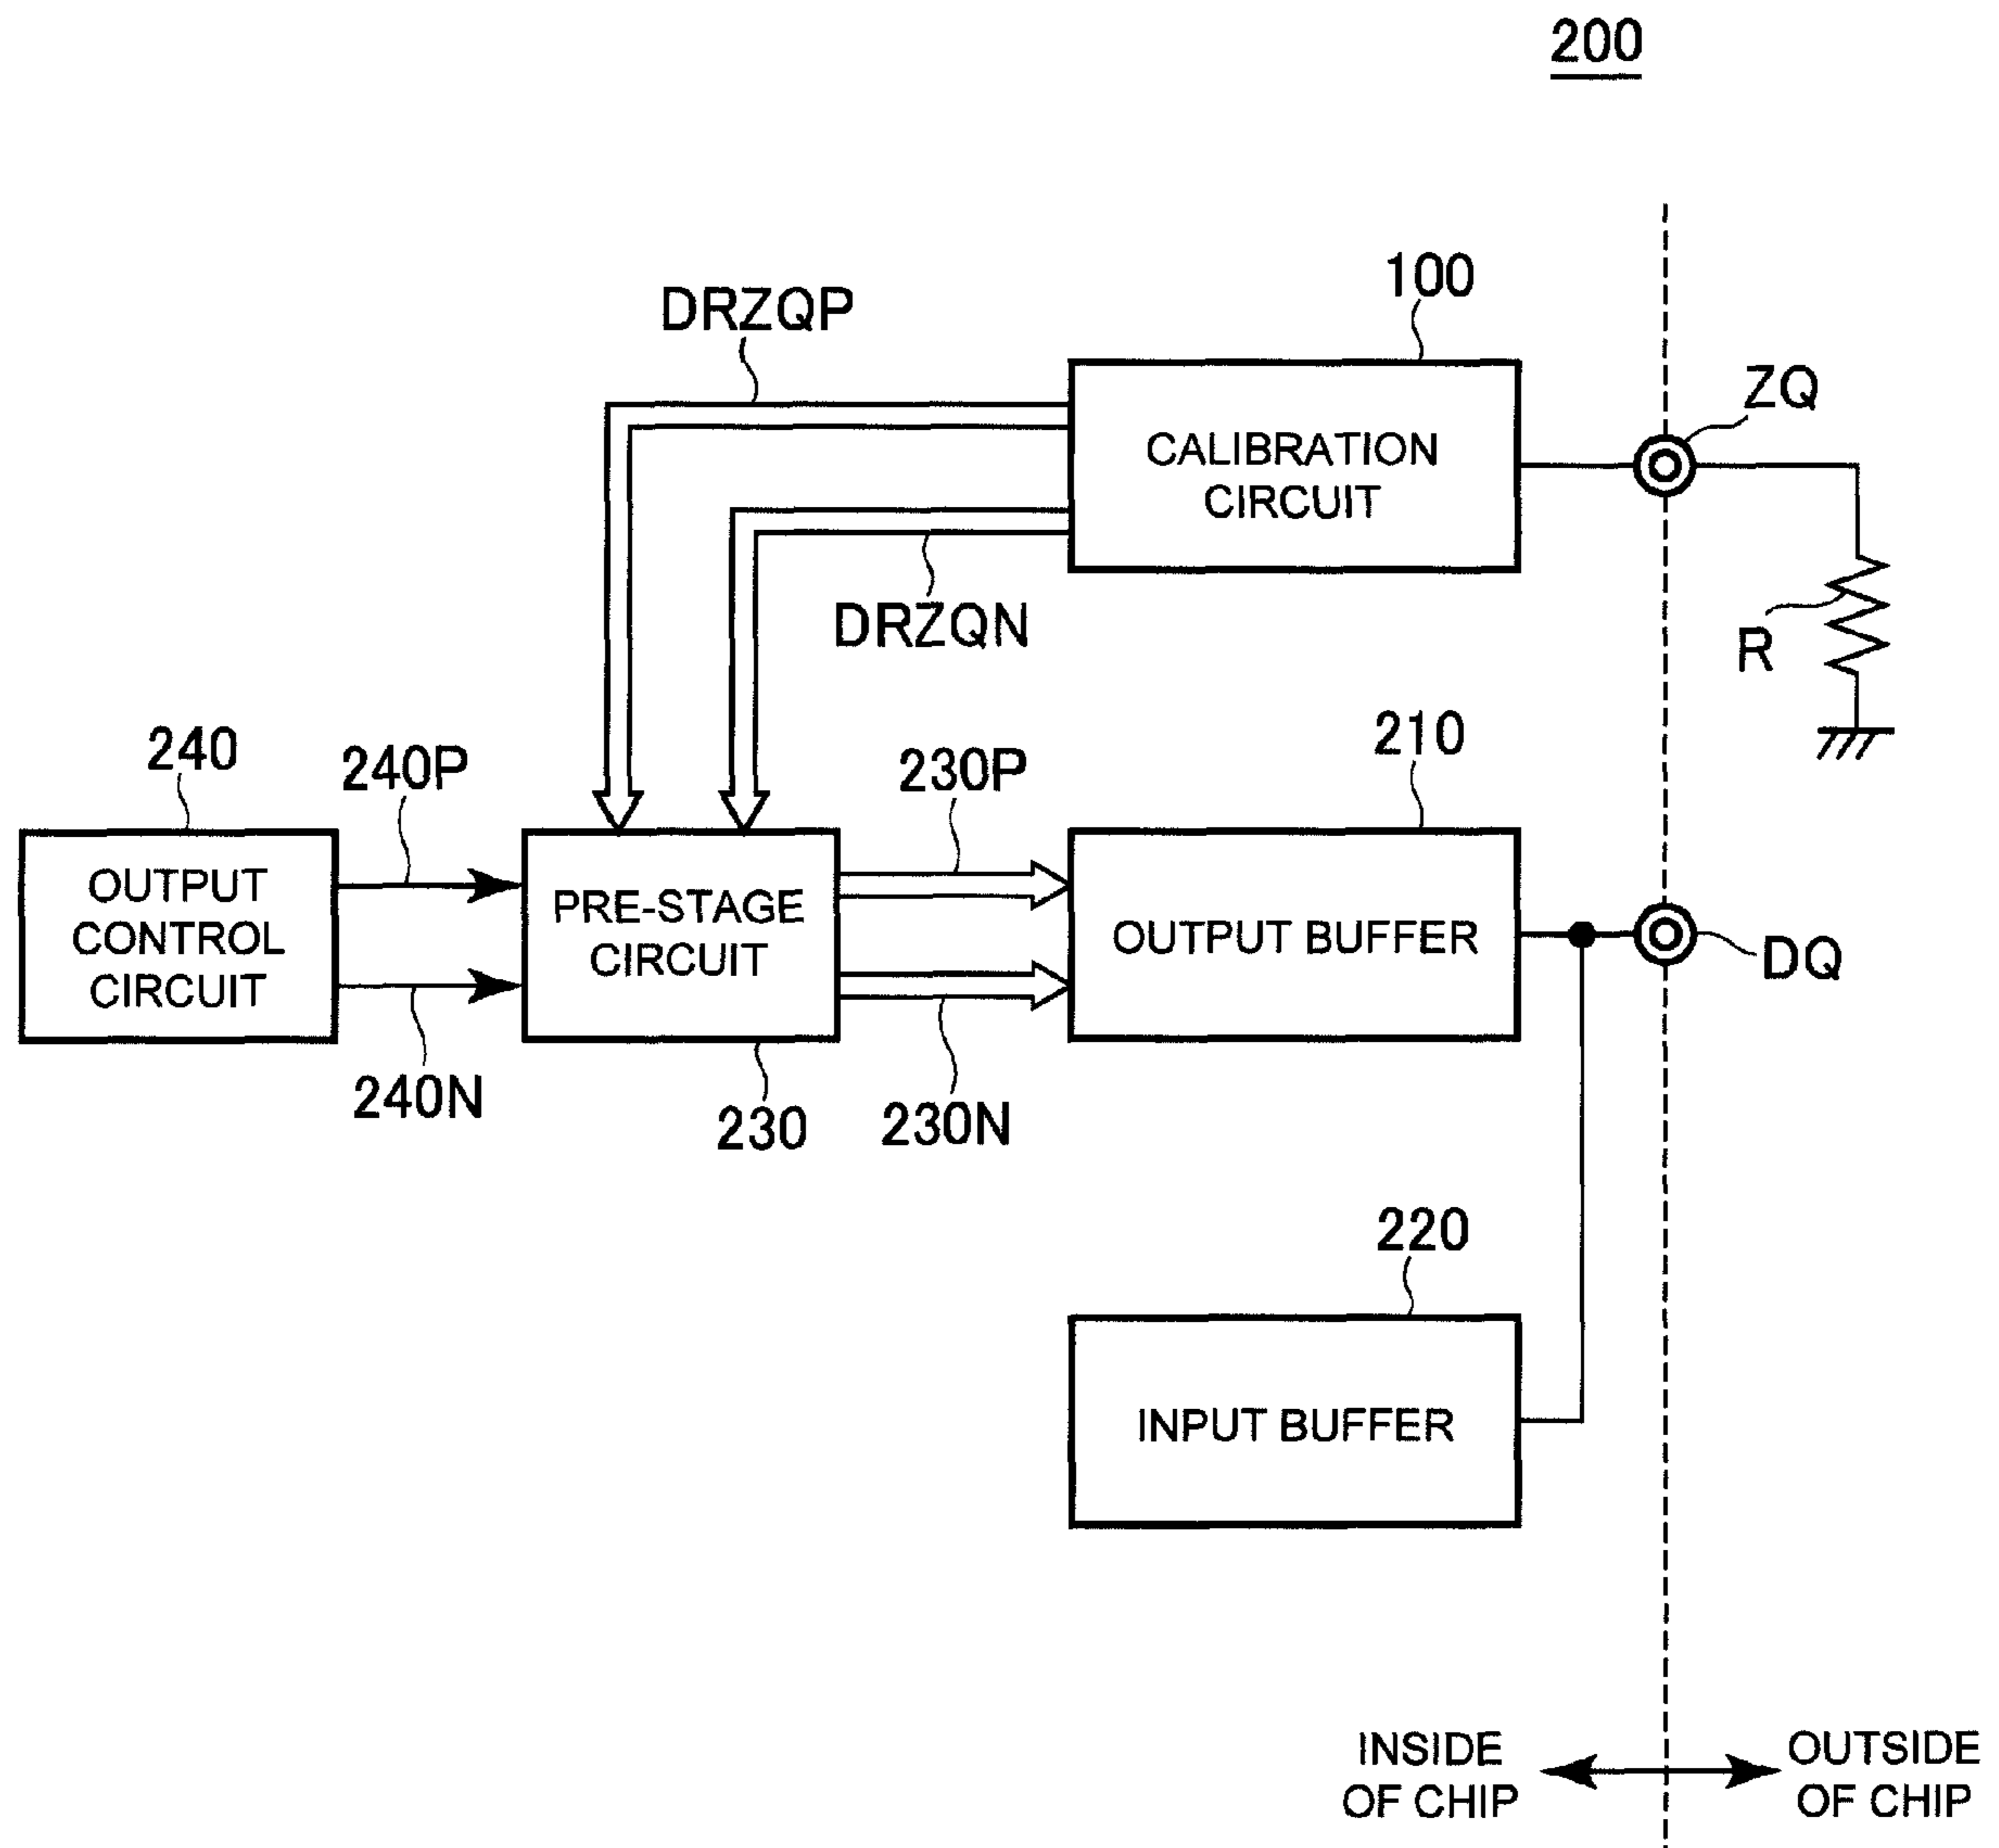 200
100
DRZQP
ZQ
CALIBRATION
CIRCUIT
DRZQN
R
240
240P
230P
210
OUTPUT
CONTROL
CIRCUIT
PRE-STAGE
CIRCUIT
OUTPUT BUFFER
DQ
240N
230
230N
220
INPUT BUFFER
INSIDE
OF CHIP
OUTSIDE
OF CHIP